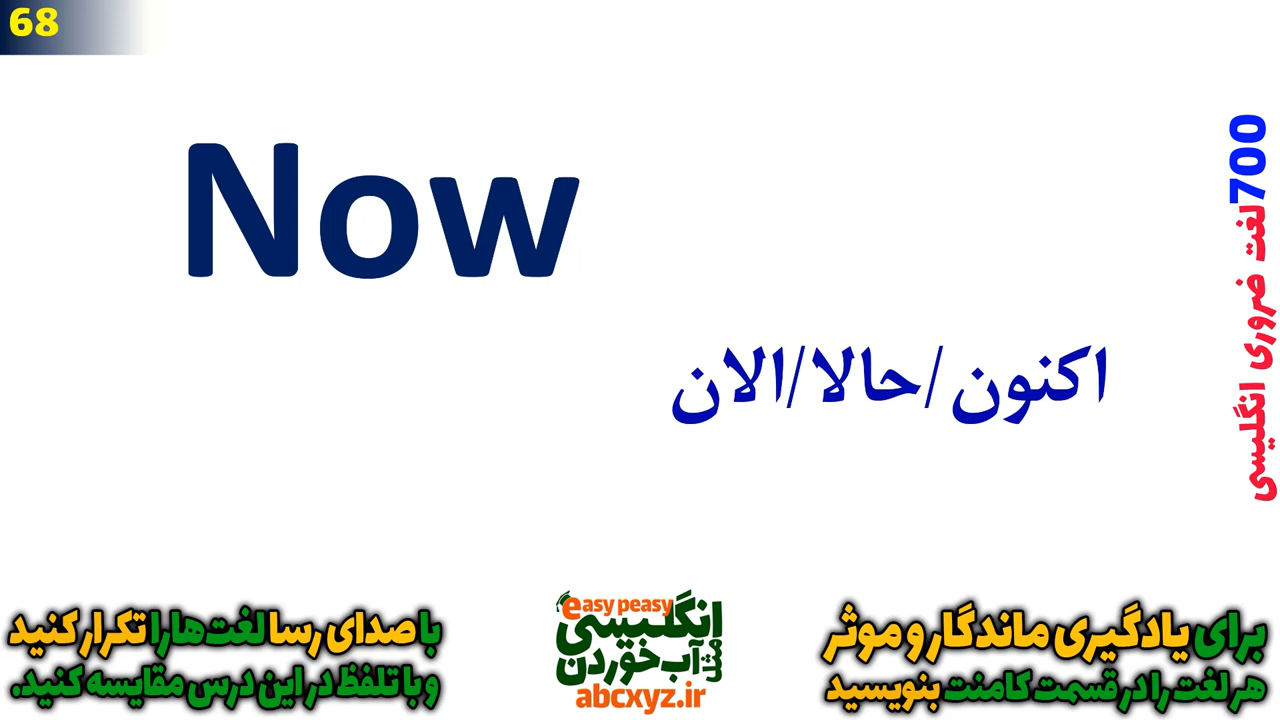 68
Now
اکنون/حالا/الان
700 لغت ضروری انگلیسی
برای یادگیری ماندگار و موثر
هر لغت را در قسمت کامنت بنویسید
easy peasy
انگلیسی
مثل آب خوردن
abcxyz.ir
با صدای رسا لغت‌ها را تکرار کنید
و با تلفظ در این درس مقایسه کنید.